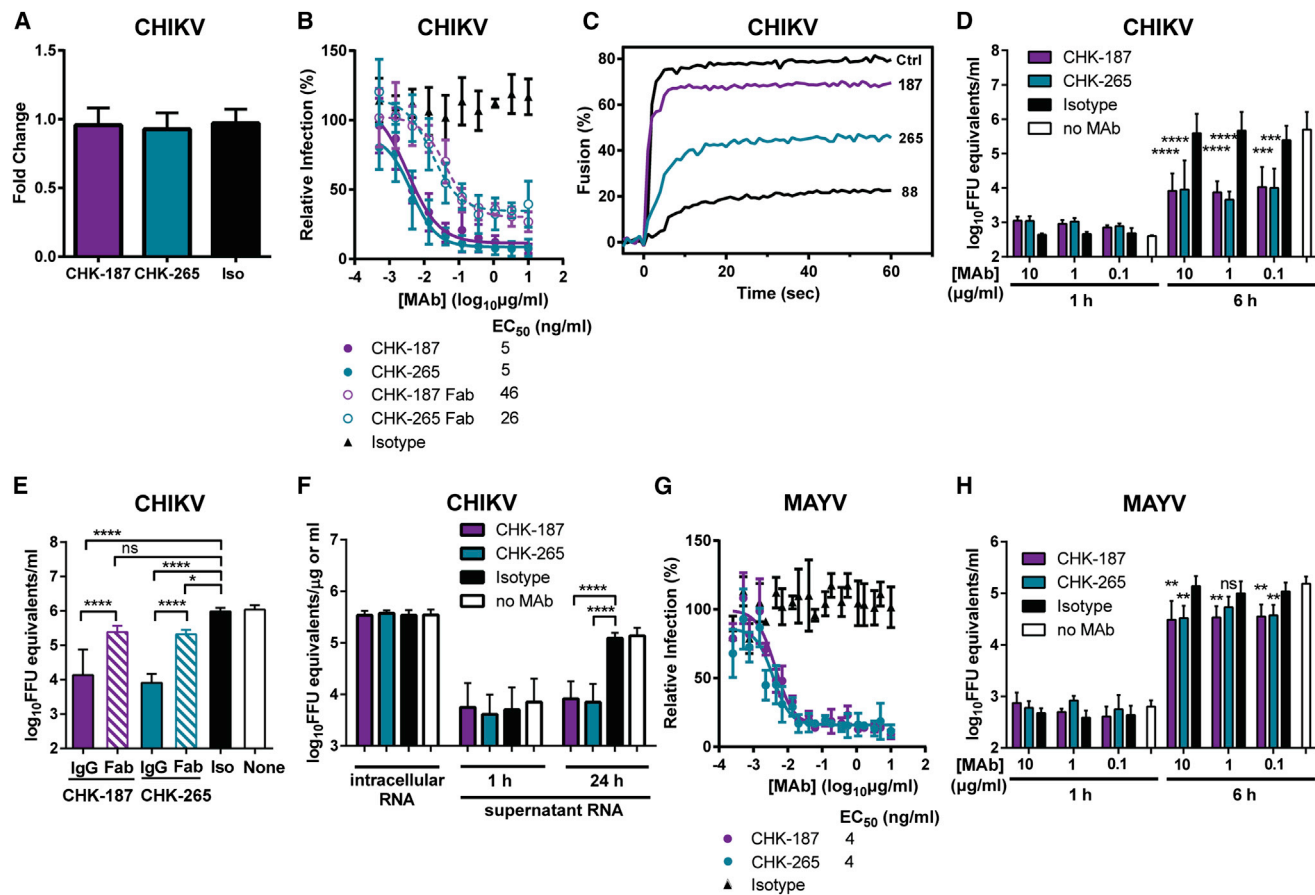 A
CHIKV
Fold Change
1.5
1.0
0.5
0.0
CHK-187 CHK-265 Iso
B
CHIKV
Relative Infection (%)
150
100
50
0
-4 -3 -2 -1 0 1 2
[MAb] (log10µg/ml)
EC50 (ng/ml)
CHK-187 5
CHK-265 5
CHK-187 Fab 46
CHK-265 Fab 26
Isotype
C
CHIKV
Fusion (%)
80
60
40
20
0
Ctrl
187
265
88
0 20 40 60
Time (sec)
D
CHIKV
CHK-187
CHK-265
Isotype
no MAb
log10FFU equivalents/ml
7
6
5
4
3
2
**** **** ***
**** **** ***
[MAb] 10 1 0.1 10 1 0.1
(µg/ml)
1 h 6 h
E
CHIKV
log10FFU equivalents/ml
8
7
6
5
4
3
2
****
ns
****
*
**** ****
IgG Fab IgG Fab Iso None
CHK-187 CHK-265
F
CHIKV
CHK-187
CHK-265
Isotype
no MAb
log10FFU equivalents/µg or ml
7
6
5
4
3
****
****
intracellular RNA
1 h 24 h
supernatant RNA
G
MAYV
Relative Infection (%)
150
100
50
0
-4 -3 -2 -1 0 1 2
[MAb] (log10µg/ml)
EC50 (ng/ml)
CHK-187 4
CHK-265 4
Isotype
H
MAYV
CHK-187
CHK-265
Isotype
no MAb
log10FFU equivalents/ml
6
5
4
3
2
** ns **
** ** **
[MAb] 10 1 0.1 10 1 0.1
(µg/ml)
1 h 6 h